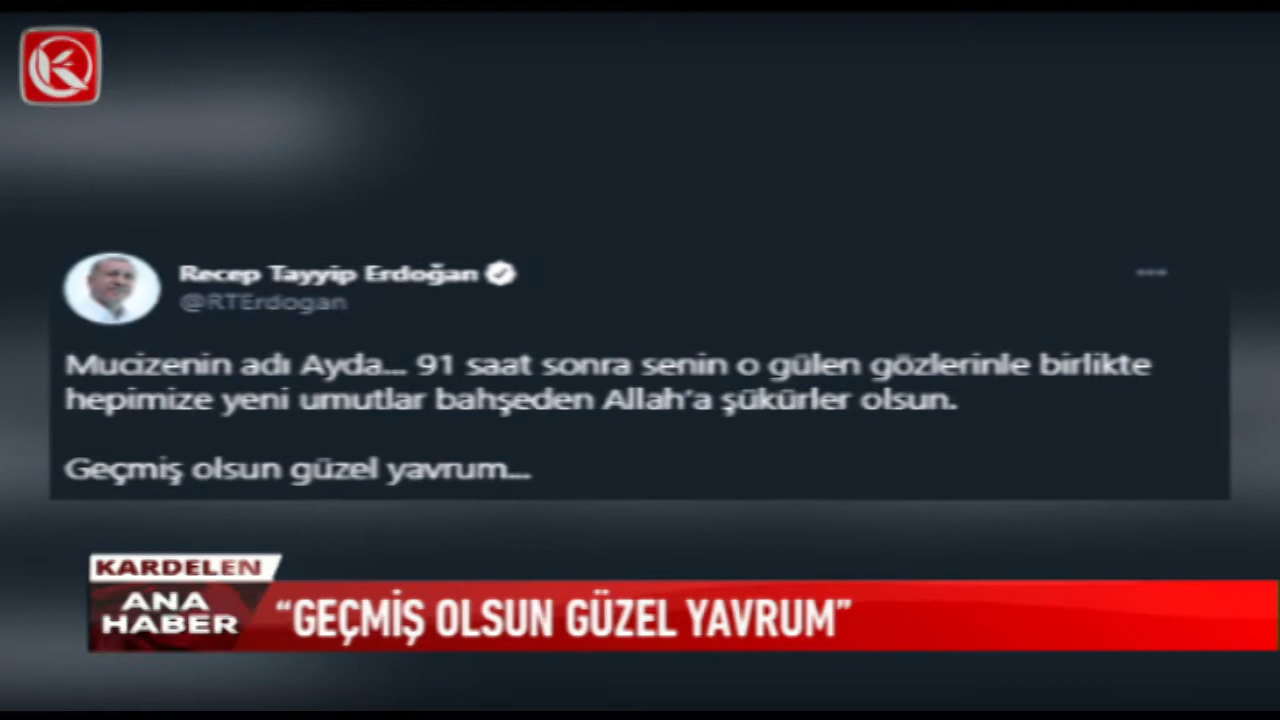 Recep Tayyip Erdoğan
@RTErdogan
Mucizenin adı Ayda... 91 saat sonra senin o gülen gözlerinle birlikte
hepimize yeni umutlar bahşeden Allah'a şükürler olsun.
Geçmiş olsun güzel yavrum...
KARDELEN
ANA
HABER
“GEÇMİŞ OLSUN GÜZEL YAVRUM”